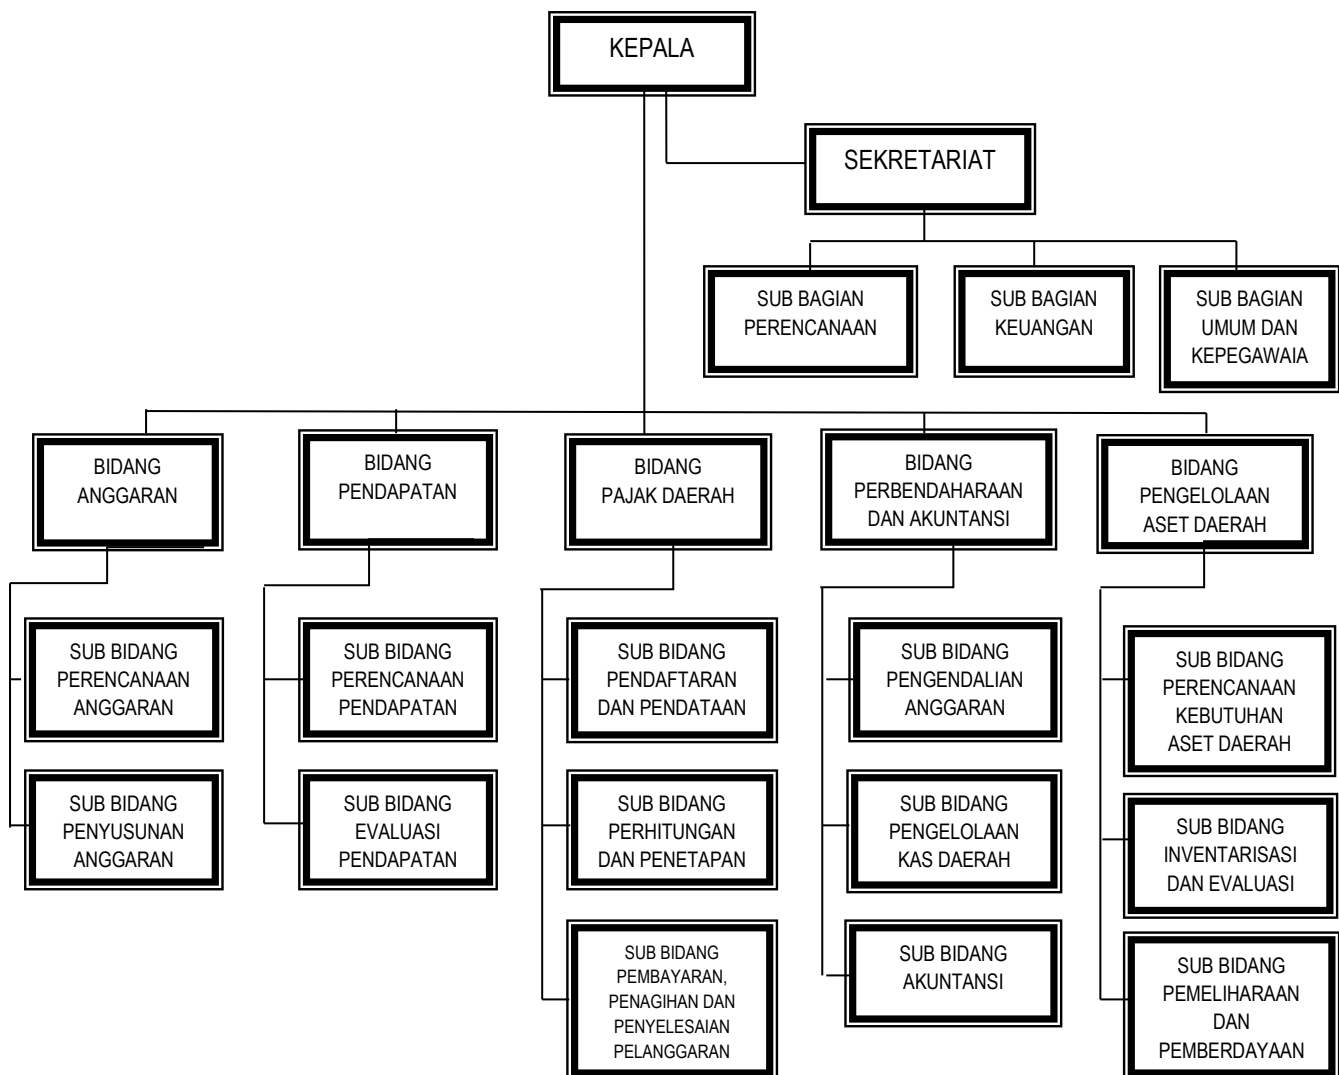 KEPALA
SEKRETARIAT
SUB BAGIAN
PERENCANAAN
SUB BAGIAN
KEUANGAN
SUB BAGIAN
UMUM DAN
KEPEGAWAIA
BIDANG
ANGGARAN
BIDANG
PENDAPATAN
BIDANG
PAJAK DAERAH
BIDANG
PERBENDAHARAAN
DAN AKUNTANSI
BIDANG
PENGELOLAAN
ASET DAERAH
SUB BIDANG
PERENCANAAN
ANGGARAN
SUB BIDANG
PERENCANAAN
PENDAPATAN
SUB BIDANG
PENDAFTARAN
DAN PENDATAAN
SUB BIDANG
PENGENDALIAN
ANGGARAN
SUB BIDANG
PERENCANAAN
KEBUTUHAN
ASET DAERAH
SUB BIDANG
PENYUSUNAN
ANGGARAN
SUB BIDANG
EVALUASI
PENDAPATAN
SUB BIDANG
PERHITUNGAN
DAN PENETAPAN
SUB BIDANG
PENGELOLAAN
KAS DAERAH
SUB BIDANG
INVENTARISASI
DAN EVALUASI
SUB BIDANG
PEMBAYARAN,
PENAGIHAN DAN
PENYELESAIAN
PELANGGARAN
SUB BIDANG
AKUNTANSI
SUB BIDANG
PEMELIHARAAN
DAN
PEMBERDAYAAN